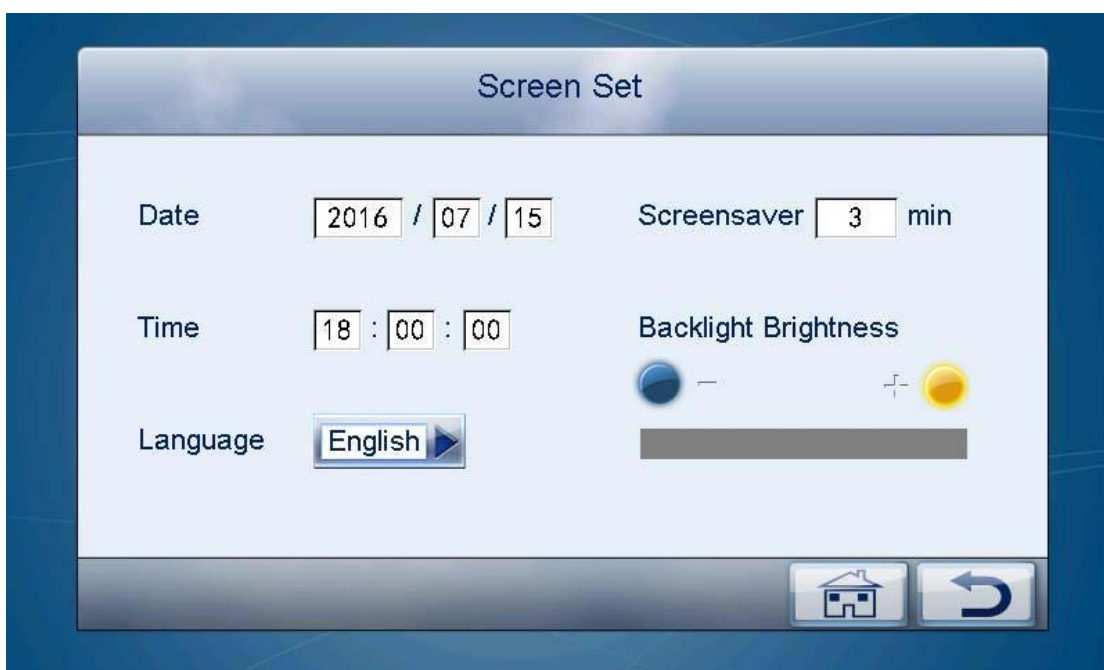 Screen Set
Date 2016 / 07 / 15 Screensaver 3 min
Time 18 : 00 : 00 Backlight Brightness
- +
Language English